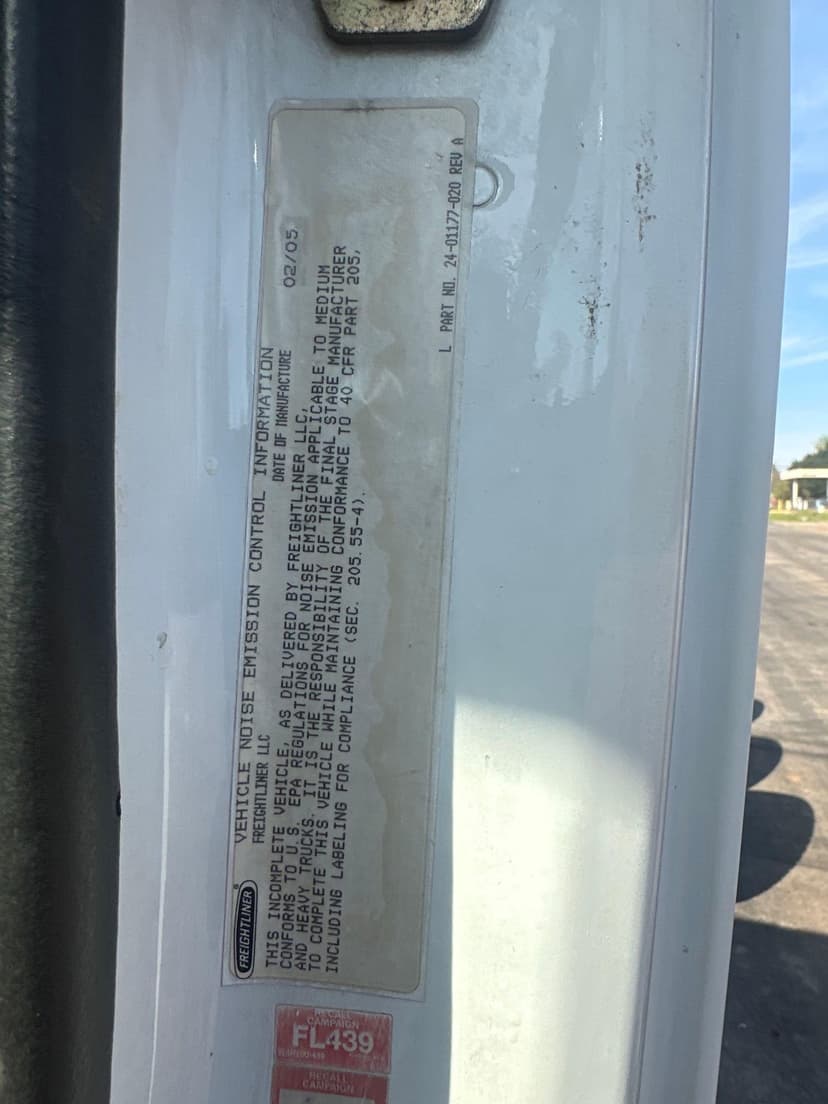 FREIGHTLINER®
VEHICLE NOISE EMISSION CONTROL INFORMATION
FREIGHTLINER LLC
DATE OF MANUFACTURE 02/05
THIS INCOMPLETE VEHICLE, AS DELIVERED BY FREIGHTLINER LLC,
CONFORMS TO U.S. EPA REGULATIONS FOR NOISE EMISSION APPLICABLE TO MEDIUM
AND HEAVY TRUCKS. IT IS THE RESPONSIBILITY OF THE FINAL STAGE MANUFACTURER
TO COMPLETE THIS VEHICLE WHILE MAINTAINING CONFORMANCE TO 40 CFR PART 205,
INCLUDING LABELING FOR COMPLIANCE (SEC. 205.55-4).
L PART NO. 24-01177-020 REV A
RECALL
CAMPAIGN
FL439
RECALL
CAMPAIGN